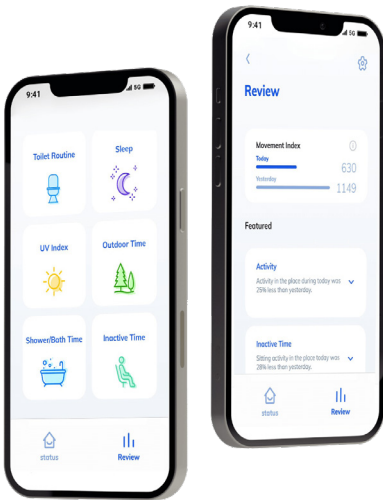 9:41
5G
Toilet Routine
Sleep
UV Index
Outdoor Time
Shower/Bath Time
Inactive Time
status
Review
9:41
5G
Review
Movement Index
Today
630
Yesterday
1149
Featured
Activity
Activity in the place during today was
25% less than yesterday.
Inactive Time
Sitting activity in the place today was
28% less than yesterday.
status
Review